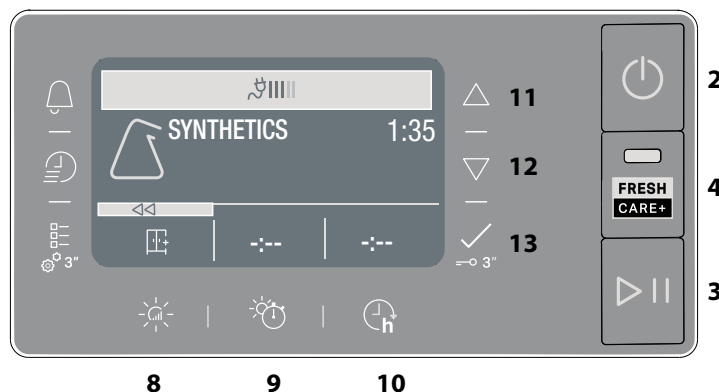 2
11
SYNTHETICS 1:35
12
FRESH
CARE+
4
-:-- -:--
13
3"
3"
3
h
8 9 10